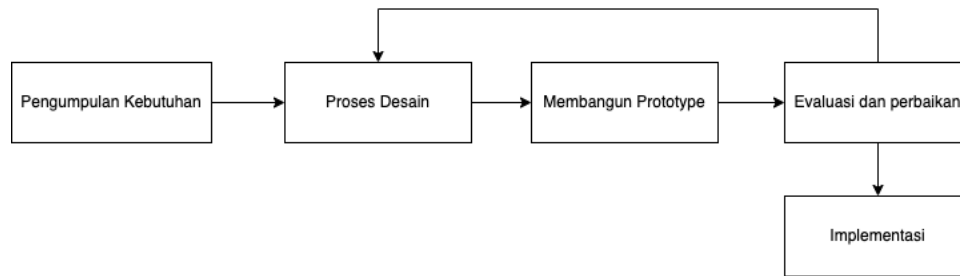 Pengumpulan Kebutuhan
Proses Desain
Membangun Prototype
Evaluasi dan perbaikan
Implementasi